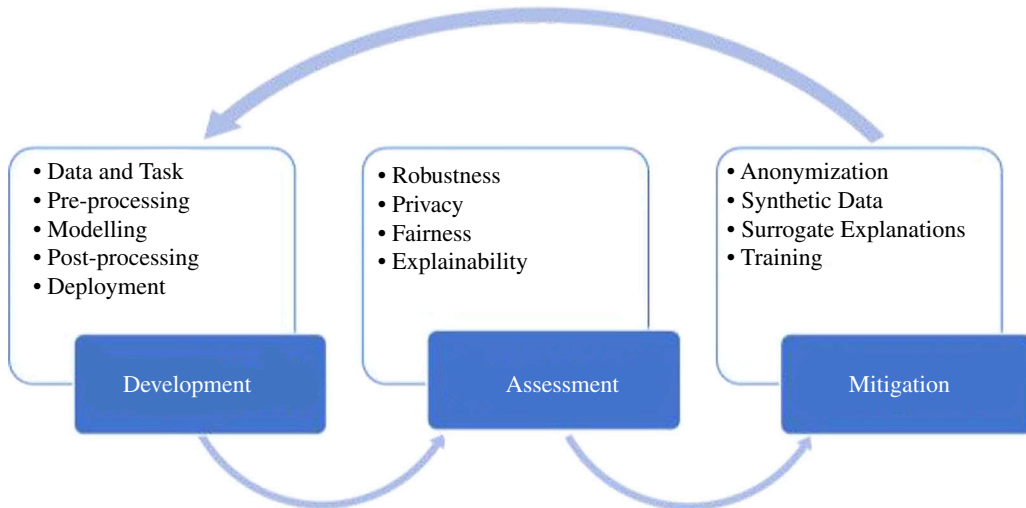 • Data and Task
• Pre-processing
• Modelling
• Post-processing
• Deployment
Development
• Robustness
• Privacy
• Fairness
• Explainability
Assessment
• Anonymization
• Synthetic Data
• Surrogate Explanations
• Training
Mitigation